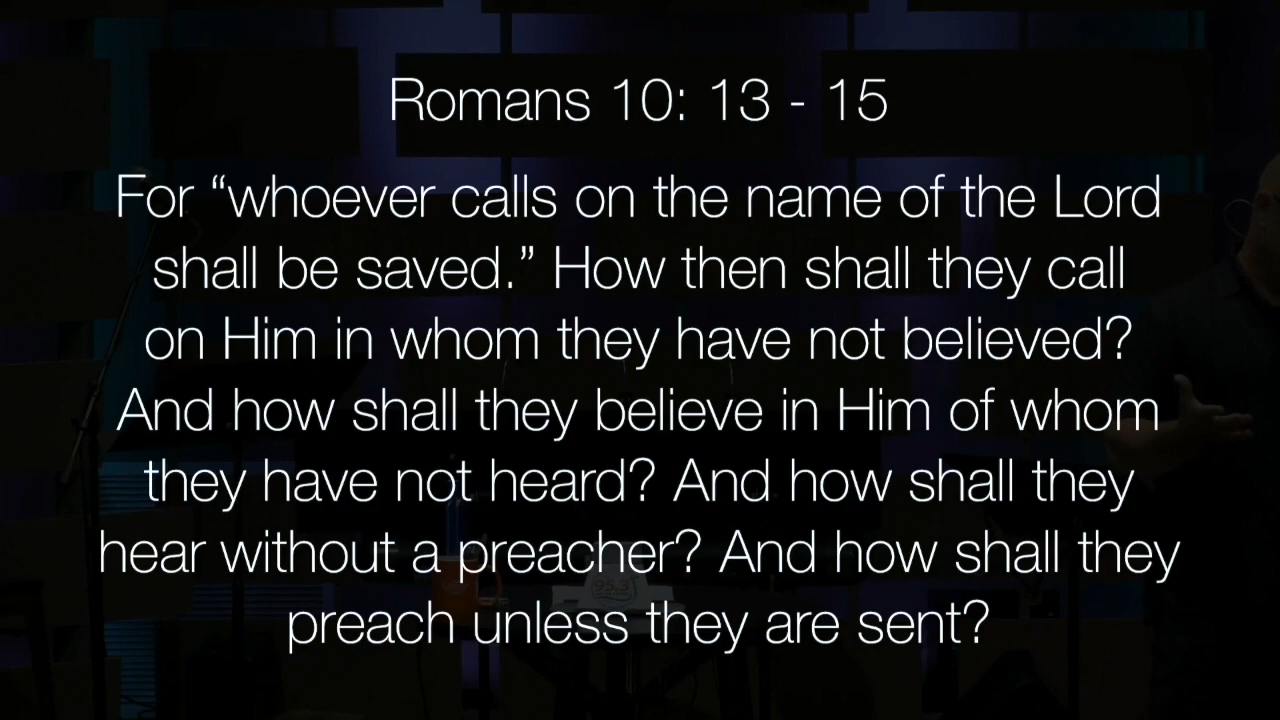 Romans 10: 13 - 15
For “whoever calls on the name of the Lord
shall be saved.” How then shall they call
on Him in whom they have not believed?
And how shall they believe in Him of whom
they have not heard? And how shall they
hear without a preacher? And how shall they
preach unless they are sent?
95.3